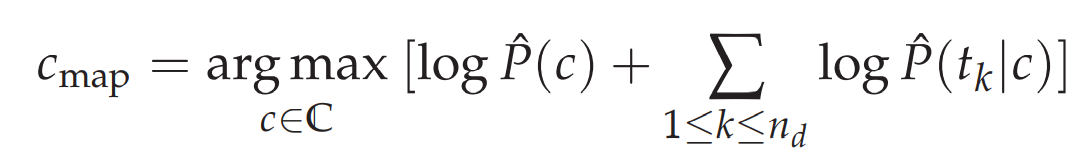 c_map = arg max_{c∈ℂ} [log P̂(c) + ∑_{1≤k≤n_d} log P̂(t_k|c)]